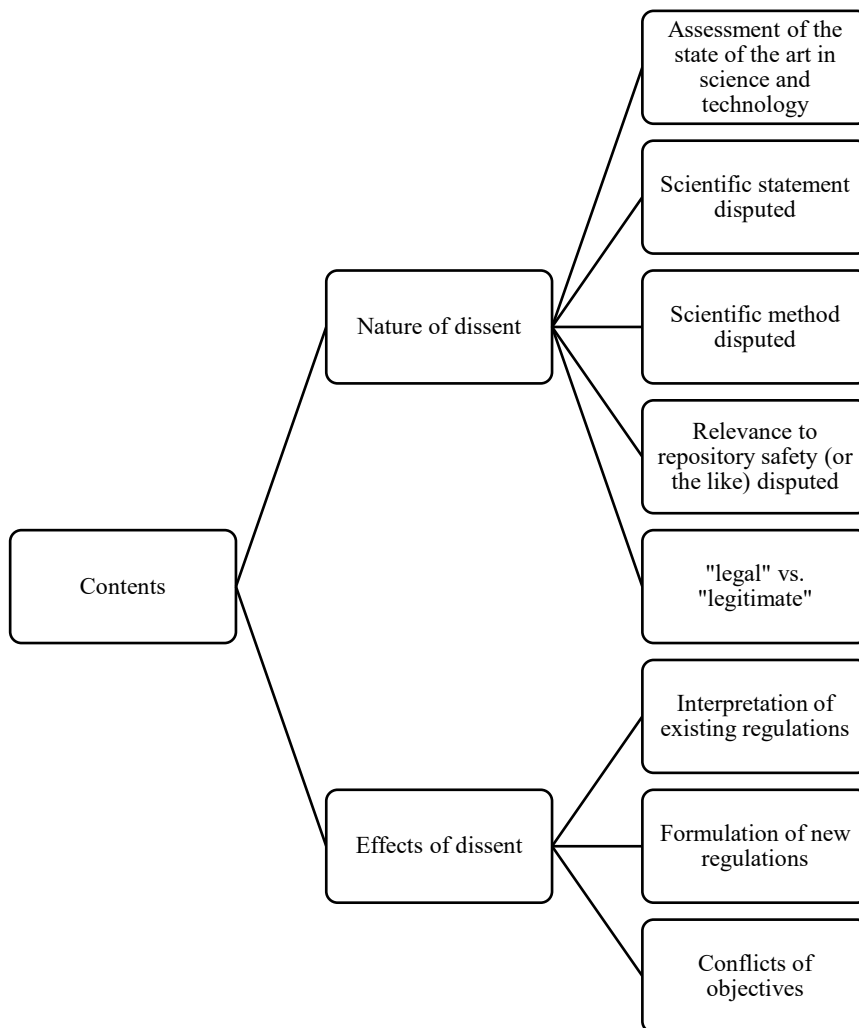 Assessment of the
state of the art in
science and
technology
Scientific statement
disputed
Nature of dissent
Scientific method
disputed
Relevance to
repository safety (or
the like) disputed
Contents
"legal" vs.
"legitimate"
Interpretation of
existing regulations
Effects of dissent
Formulation of new
regulations
Conflicts of
objectives